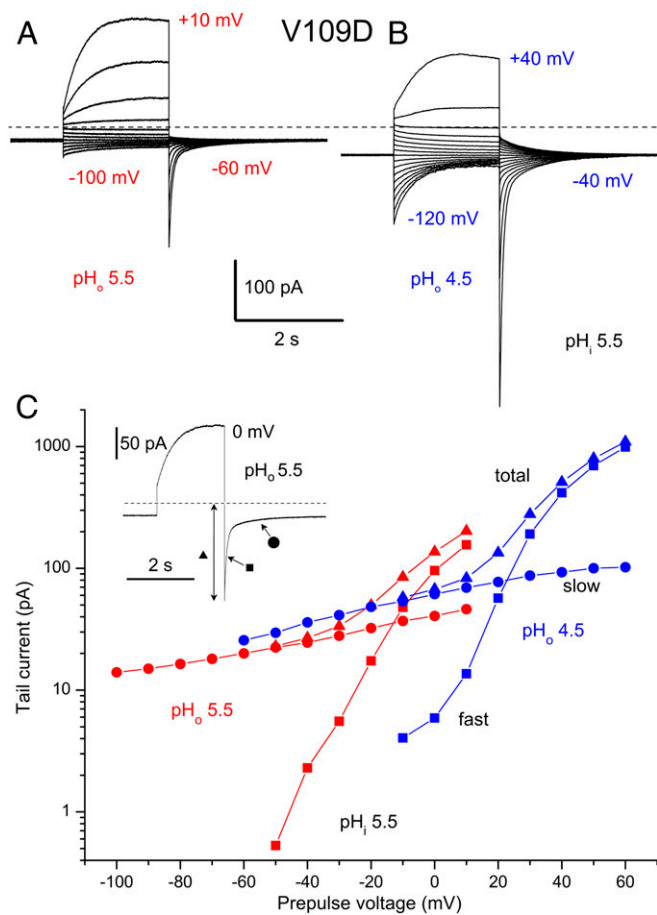 A V109D B
+10 mV
+40 mV
-100 mV
-60 mV
-120 mV
-40 mV
pHo 5.5
pHo 4.5
100 pA
2 s
pHi 5.5
C
1000
100
10
1
Tail current (pA)
50 pA
0 mV
pHo 5.5
2 s
total
slow
pHo 4.5
pHo 5.5
fast
pHi 5.5
-100 -80 -60 -40 -20 0 20 40 60
Prepulse voltage (mV)